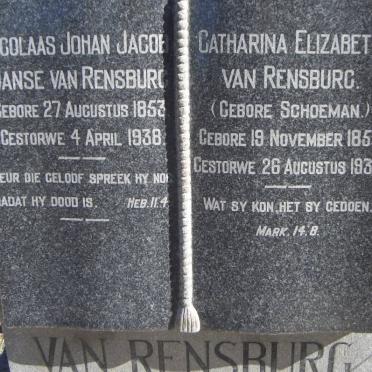 COLAAS JOHAN JACOB
JANSE VAN RENSBURG
GEBORE 27 AUGUSTUS 1853
GESTORWE 4 APRIL 1938
EUR DIE GELOOF SPREEK HY NOG
ADAT HY DOOD IS. HEB. 11.4
CATHARINA ELIZABET
VAN RENSBURG.
(GEBORE SCHOEMAN.)
GEBORE 19 NOVEMBER 185
GESTORWE 26 AUGUSTUS 193
WAT SY KON, HET SY GEDOEN.
MARK. 14.8.
VAN RENSBURG